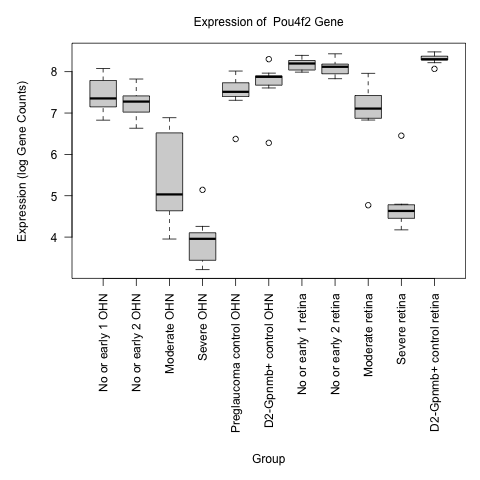 Expression of Pou4f2 Gene
Expression (log Gene Counts)
8
7
6
5
4
No or early 1 OHN
No or early 2 OHN
Moderate OHN
Severe OHN
Preglaucoma control OHN
D2-Gpnmb+ control OHN
No or early 1 retina
No or early 2 retina
Moderate retina
Severe retina
D2-Gpnmb+ control retina
Group